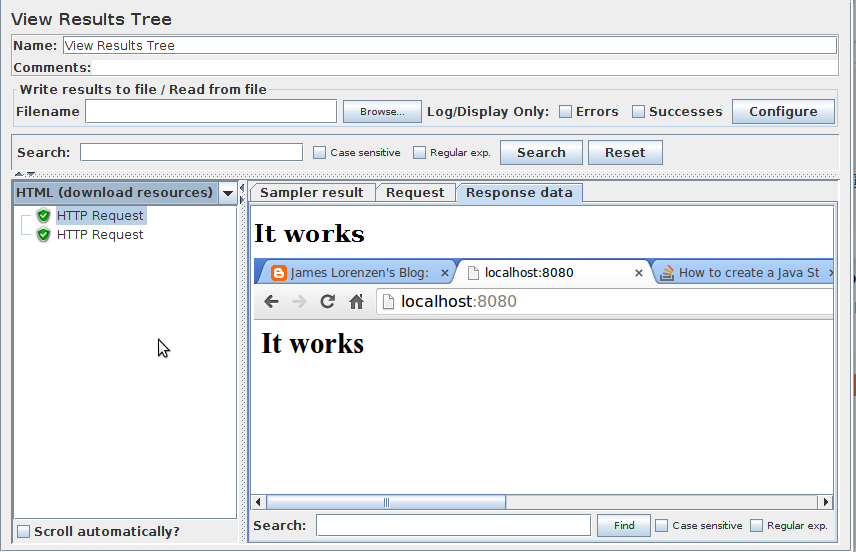 View Results Tree
Name: View Results Tree
Comments:
Write results to file / Read from file
Filename Browse... Log/Display Only: Errors Successes Configure
Search: Case sensitive Regular exp. Search Reset
HTML (download resources) Sampler result Request Response data
HTTP Request
HTTP Request
It works
James Lorenzen's Blog: localhost:8080 How to create a Java St
localhost:8080
It works
Search: Find Case sensitive Regular exp.
Scroll automatically?